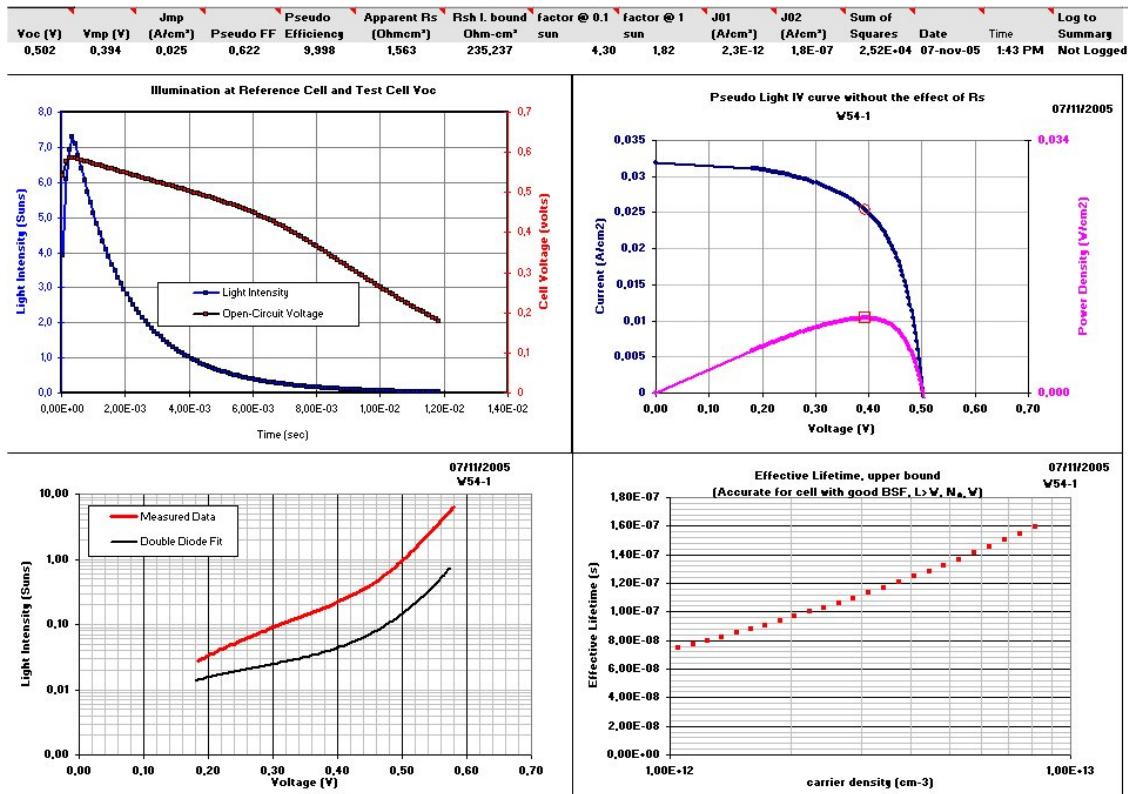 Jmp Pseudo Apparent Rs Rsh l. bound factor @ 0.1 factor @ 1 J01 J02 Sum of Log to
Voc (V) Vmp (V) (A/cm²) Pseudo FF Efficiency (Ohmcm²) Ohm-cm² sun sun (A/cm²) (A/cm²) Squares Date Time Summary
0,502 0,394 0,025 0,622 9,998 1,563 235,237 4,30 1,82 2,3E-12 1,8E-07 2,52E+04 07-nov-05 1:43 PM Not Logged
Illumination at Reference Cell and Test Cell Voc
Light Intensity (Suns)
8,0
7,0
6,0
5,0
4,0
3,0
2,0
1,0
0,0
Light Intensity
Open-Circuit Voltage
0,7
0,6
0,5
0,4
0,3
0,2
0,1
0
Cell Voltage (volts)
0,00E+00 2,00E-03 4,00E-03 6,00E-03 8,00E-03 1,00E-02 1,20E-02 1,40E-02
Time (sec)
Pseudo Light IV curve without the effect of Rs
W54-1
07/11/2005
Current (A/cm2)
0,035
0,03
0,025
0,02
0,015
0,01
0,005
0
0,034
0,000
Power Density (W/cm2)
0,00 0,10 0,20 0,30 0,40 0,50 0,60 0,70
Voltage (V)
07/11/2005
W54-1
Light Intensity (Suns)
10,00
1,00
0,10
0,01
0,00
Measured Data
Double Diode Fit
0,00 0,10 0,20 0,30 0,40 0,50 0,60 0,70
Voltage (V)
Effective Lifetime, upper bound
(Accurate for cell with good BSF, L>W, Nₐ, W)
07/11/2005
W54-1
Effective Lifetime (s)
1,80E-07
1,60E-07
1,40E-07
1,20E-07
1,00E-07
8,00E-08
6,00E-08
4,00E-08
2,00E-08
0,00E+00
1,00E+12 1,00E+13
carrier density (cm-3)